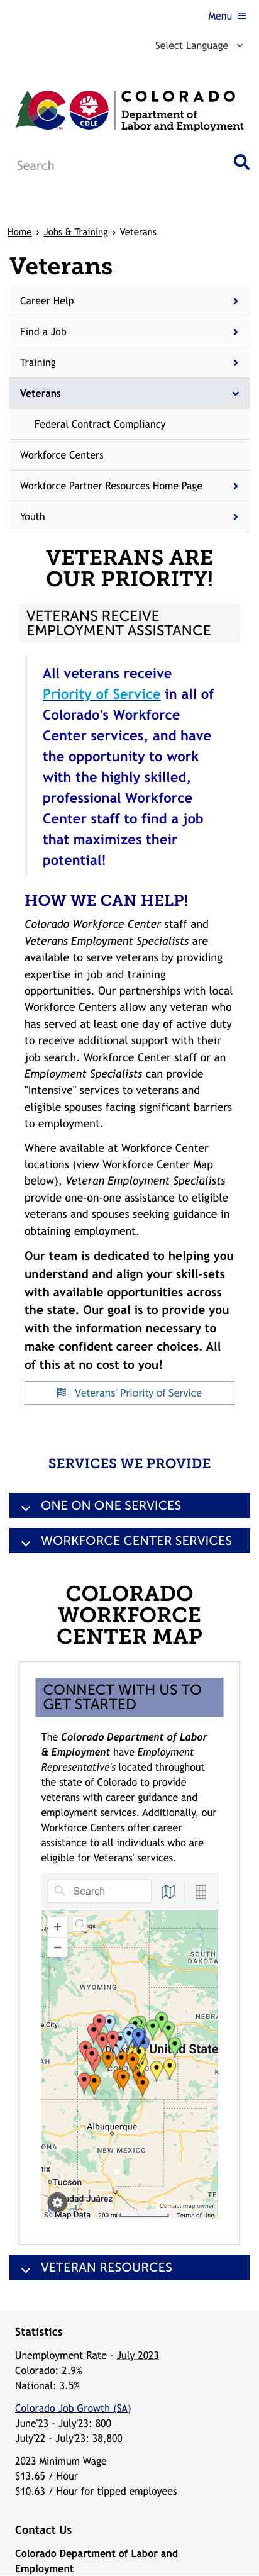 Menu
Select Language
CDLE
COLORADO
Department of
Labor and Employment
Search
Home › Jobs & Training › Veterans
Veterans
Career Help
Find a Job
Training
Veterans
Federal Contract Compliancy
Workforce Centers
Workforce Partner Resources Home Page
Youth
VETERANS ARE
OUR PRIORITY!
VETERANS RECEIVE
EMPLOYMENT ASSISTANCE
All veterans receive
Priority of Service in all of
Colorado's Workforce
Center services, and have
the opportunity to work
with the highly skilled,
professional Workforce
Center staff to find a job
that maximizes their
potential!
HOW WE CAN HELP!
Colorado Workforce Center staff and
Veterans Employment Specialists are
available to serve veterans by providing
expertise in job and training
opportunities. Our partnerships with local
Workforce Centers allow any veteran who
has served at least one day of active duty
to receive additional support with their
job search. Workforce Center staff or an
Employment Specialists can provide
"Intensive" services to veterans and
eligible spouses facing significant barriers
to employment.
Where available at Workforce Center
locations (view Workforce Center Map
below), Veteran Employment Specialists
provide one-on-one assistance to eligible
veterans and spouses seeking guidance in
obtaining employment.
Our team is dedicated to helping you
understand and align your skill-sets
with available opportunities across
the state. Our goal is to provide you
with the information necessary to
make confident career choices. All
of this at no cost to you!
Veterans' Priority of Service
SERVICES WE PROVIDE
ONE ON ONE SERVICES
WORKFORCE CENTER SERVICES
COLORADO
WORKFORCE
CENTER MAP
CONNECT WITH US TO
GET STARTED
The Colorado Department of Labor
& Employment have Employment
Representative's located throughout
the state of Colorado to provide
veterans with career guidance and
employment services. Additionally, our
Workforce Centers offer career
assistance to all individuals who are
eligible for Veterans' services.
Search
+
−
SOUTH
DAKOTA
WYOMING
NEBRA
United State
Albuquerque
NEW MEXICO
Tucson
dad Juárez
TE
Contact map owner
Map Data
200 mi
Terms of Use
VETERAN RESOURCES
Statistics
Unemployment Rate - July 2023
Colorado: 2.9%
National: 3.5%
Colorado Job Growth (SA)
June'23 - July'23: 800
July'22 - July'23: 38,800
2023 Minimum Wage
$13.65 / Hour
$10.63 / Hour for tipped employees
Contact Us
Colorado Department of Labor and
Employment